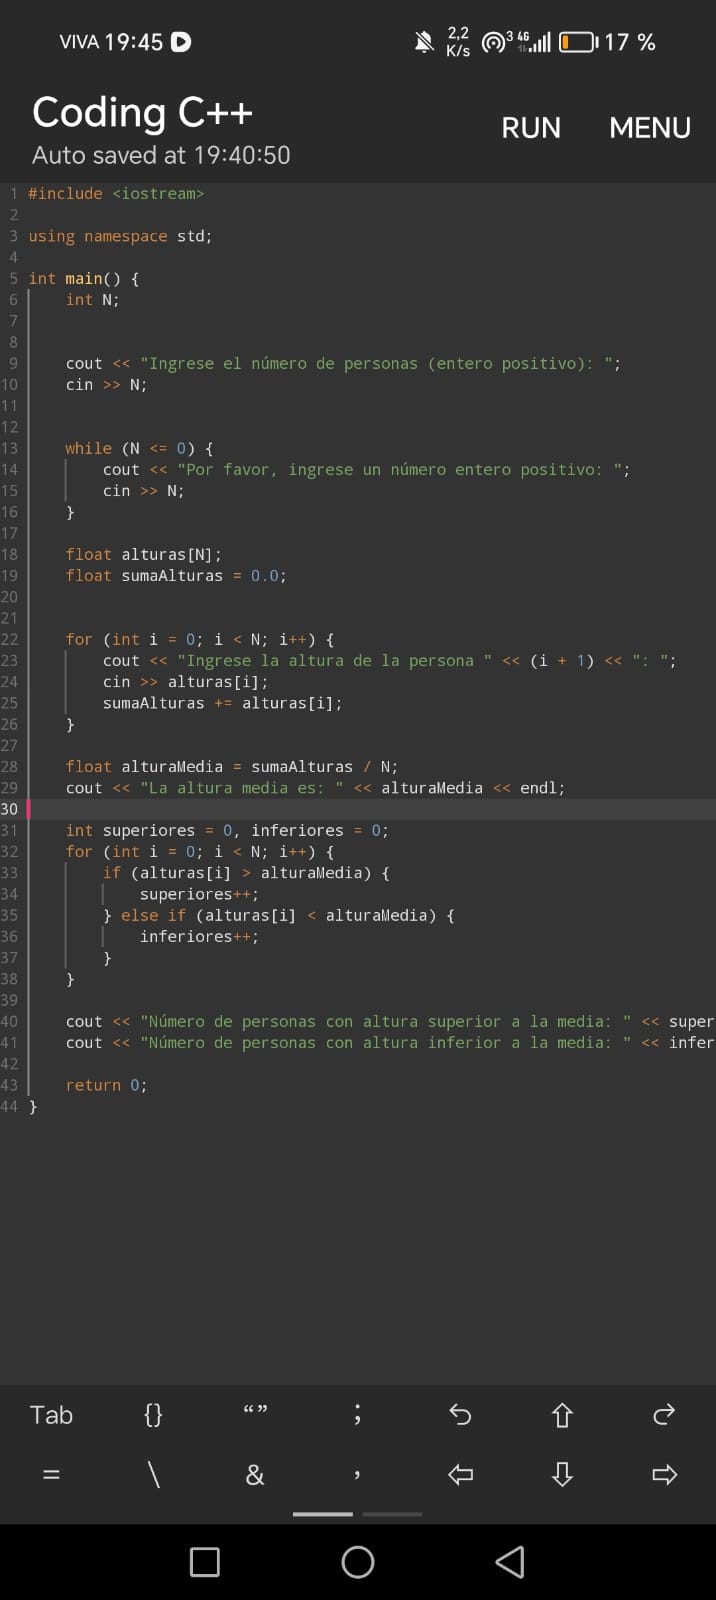 VIVA 19:45 2,2 K/s 3 4G 17 %
Coding C++
RUN MENU
Auto saved at 19:40:50
1 #include <iostream>
2
3 using namespace std;
4
5 int main() {
6 int N;
7
8
9 cout << "Ingrese el número de personas (entero positivo): ";
10 cin >> N;
11
12
13 while (N <= 0) {
14 cout << "Por favor, ingrese un número entero positivo: ";
15 cin >> N;
16 }
17
18 float alturas[N];
19 float sumaAlturas = 0.0;
20
21
22 for (int i = 0; i < N; i++) {
23 cout << "Ingrese la altura de la persona " << (i + 1) << ": ";
24 cin >> alturas[i];
25 sumaAlturas += alturas[i];
26 }
27
28 float alturaMedia = sumaAlturas / N;
29 cout << "La altura media es: " << alturaMedia << endl;
30
31 int superiores = 0, inferiores = 0;
32 for (int i = 0; i < N; i++) {
33 if (alturas[i] > alturaMedia) {
34 superiores++;
35 } else if (alturas[i] < alturaMedia) {
36 inferiores++;
37 }
38 }
39
40 cout << "Número de personas con altura superior a la media: " << super
41 cout << "Número de personas con altura inferior a la media: " << infer
42
43 return 0;
44 }
Tab {} “” ;
= \ & ,